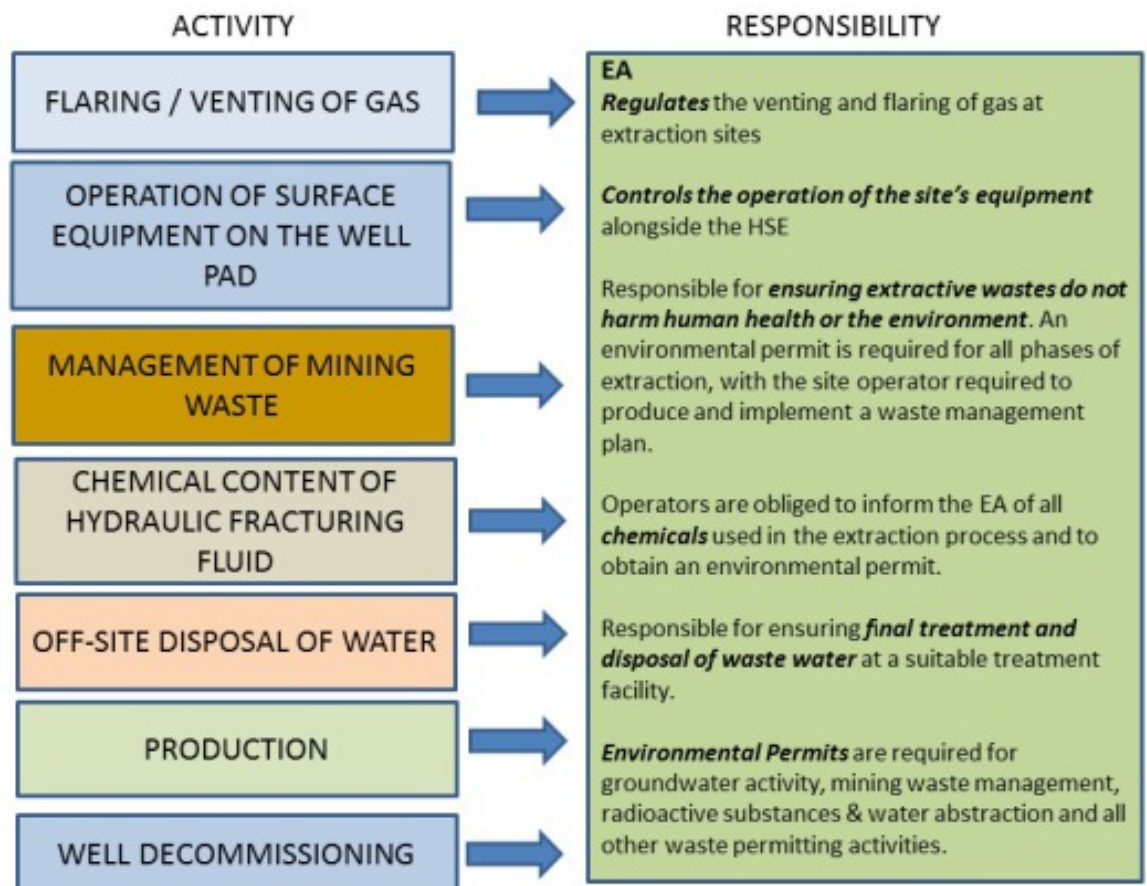 ACTIVITY
RESPONSIBILITY
FLARING / VENTING OF GAS
OPERATION OF SURFACE
EQUIPMENT ON THE WELL
PAD
MANAGEMENT OF MINING
WASTE
CHEMICAL CONTENT OF
HYDRAULIC FRACTURING
FLUID
OFF-SITE DISPOSAL OF WATER
PRODUCTION
WELL DECOMMISSIONING
EA
Regulates the venting and flaring of gas at
extraction sites
Controls the operation of the site's equipment
alongside the HSE
Responsible for ensuring extractive wastes do not
harm human health or the environment. An
environmental permit is required for all phases of
extraction, with the site operator required to
produce and implement a waste management
plan.
Operators are obliged to inform the EA of all
chemicals used in the extraction process and to
obtain an environmental permit.
Responsible for ensuring final treatment and
disposal of waste water at a suitable treatment
facility.
Environmental Permits are required for
groundwater activity, mining waste management,
radioactive substances & water abstraction and all
other waste permitting activities.